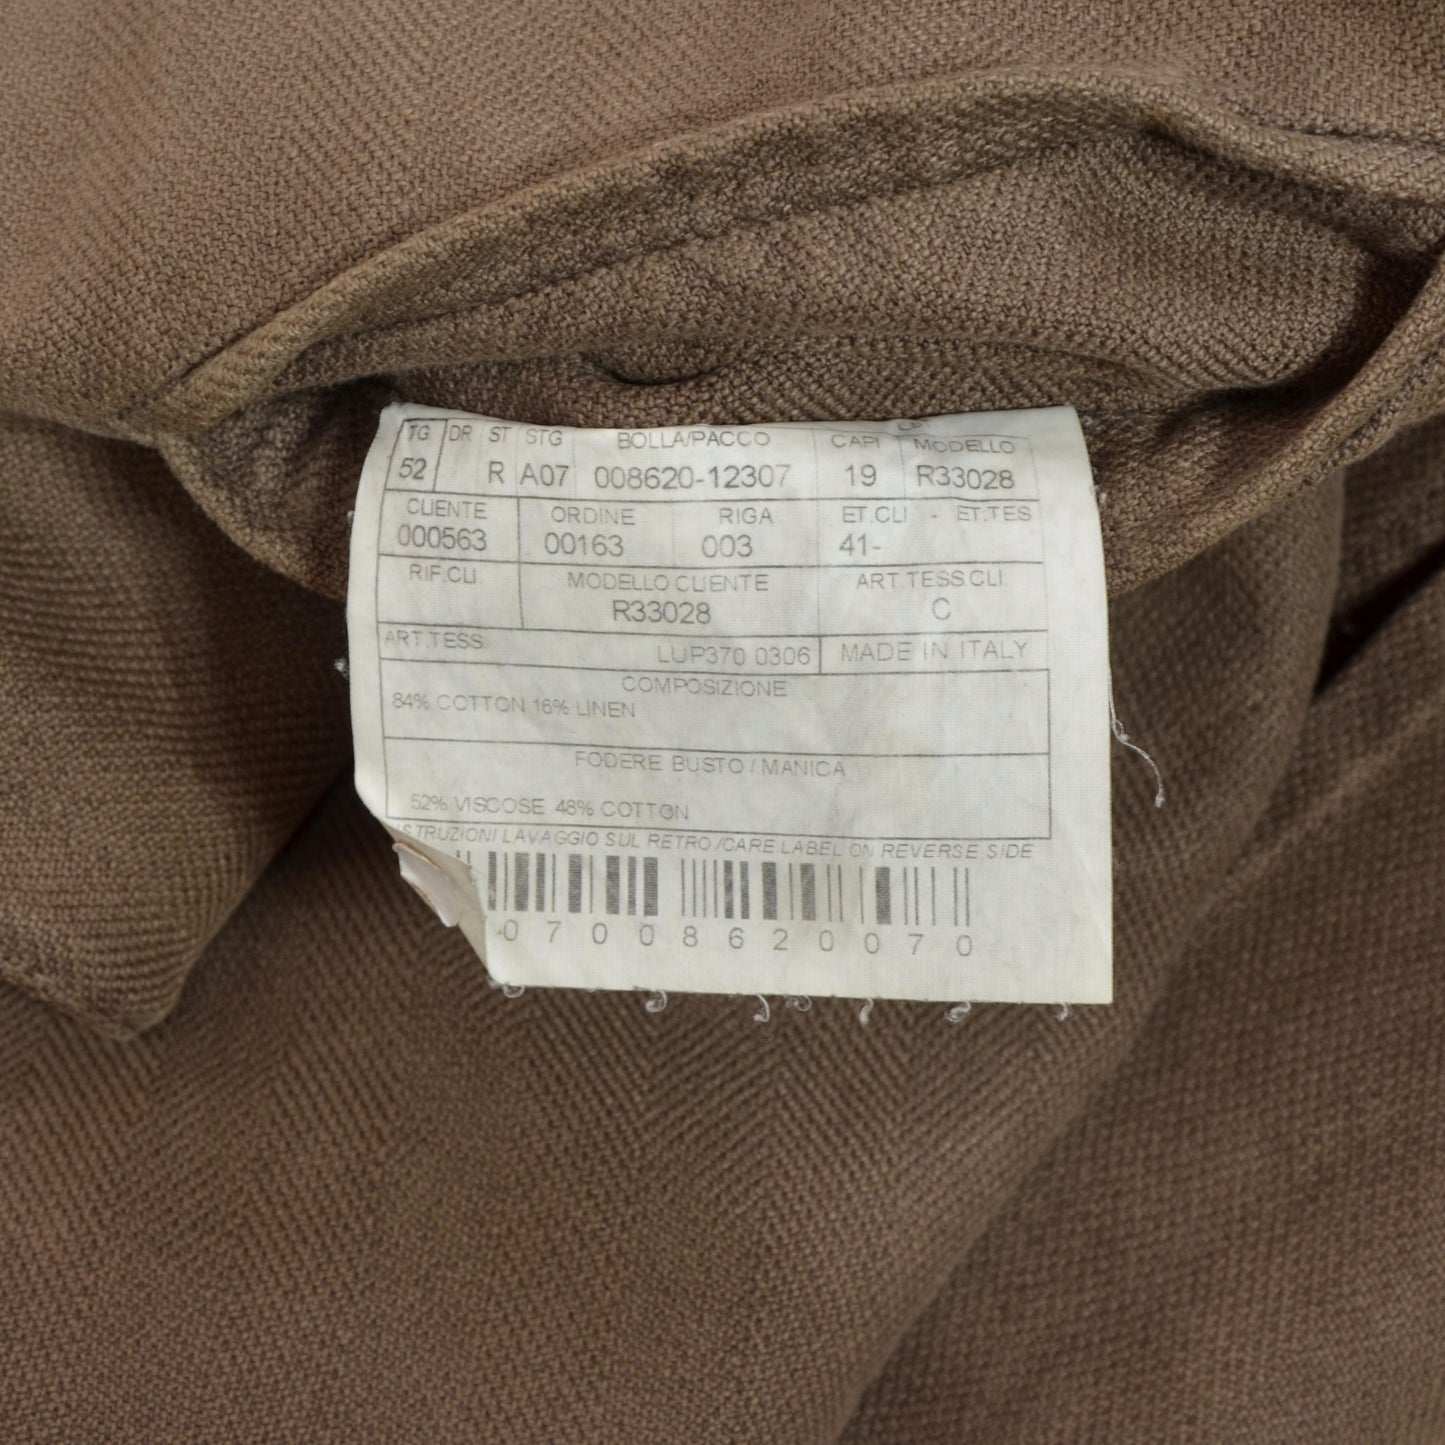 TG DR ST STG BOLLA/PACCO CAPI MODELLO
52 R A07 008620-12307 19 R33028
CLIENTE ORDINE RIGA ET.CLI - ET.TES
000563 00163 003 41-
RIF.CLI. MODELLO CLIENTE ART.TESS.CLI
R33028 C
ART.TESS. LUP370 0306 MADE IN ITALY
COMPOSIZIONE
84% COTTON 16% LINEN
FODERE BUSTO / MANICA
52% VISCOSE 48% COTTON
STRUZIONI LAVAGGIO SUL RETRO /CARE LABEL ON REVERSE SIDE
07008620070